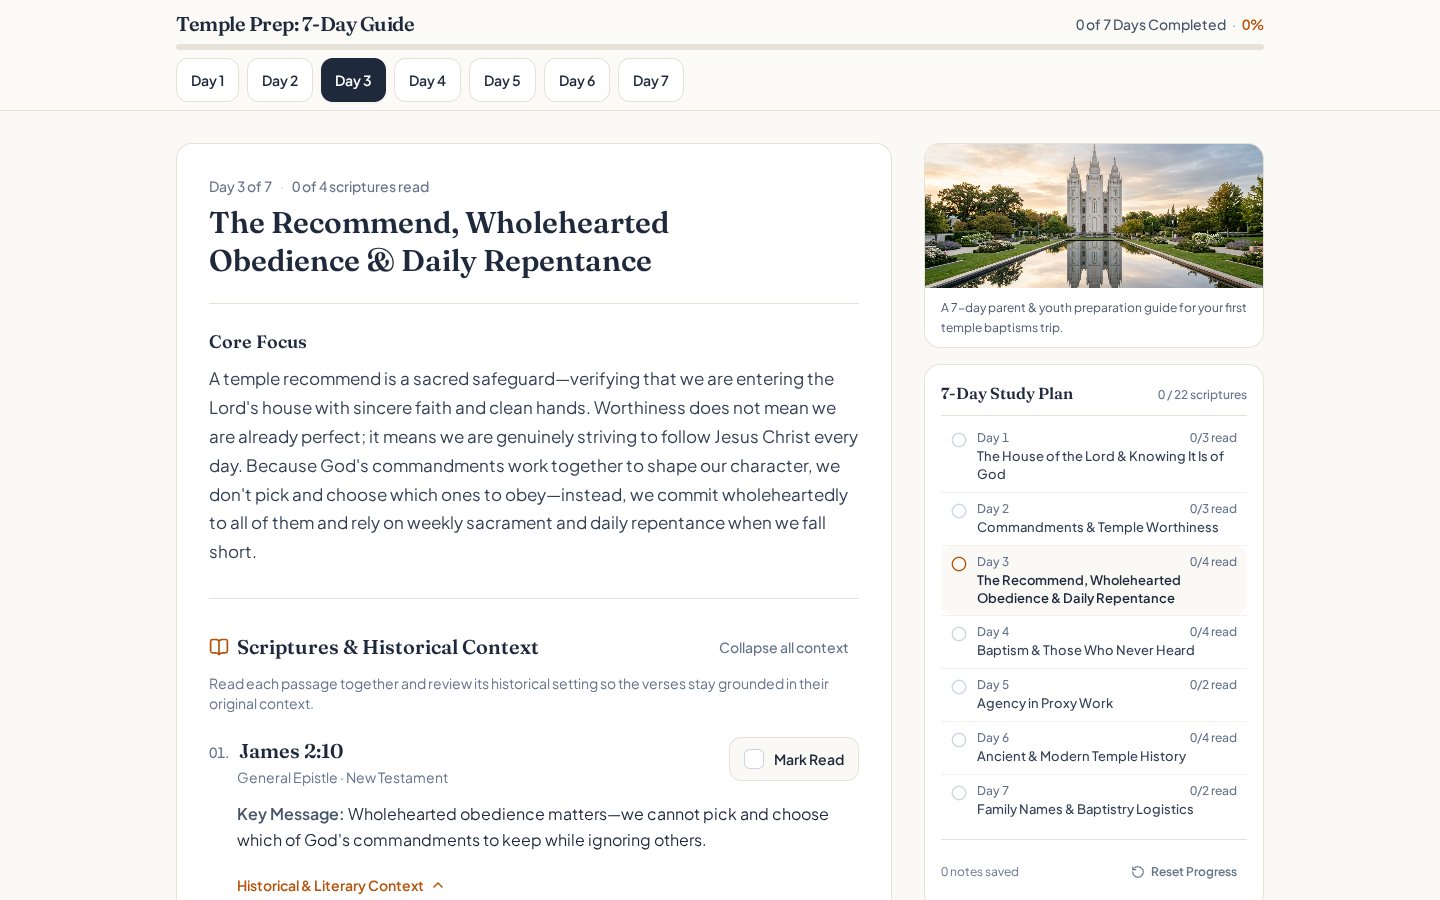 Temple Prep: 7-Day Guide
0 of 7 Days Completed · 0%
Day 1
Day 2
Day 3
Day 4
Day 5
Day 6
Day 7
Day 3 of 7 · 0 of 4 scriptures read
The Recommend, Wholehearted
Obedience & Daily Repentance
Core Focus
A temple recommend is a sacred safeguard—verifying that we are entering the
Lord's house with sincere faith and clean hands. Worthiness does not mean we
are already perfect; it means we are genuinely striving to follow Jesus Christ every
day. Because God's commandments work together to shape our character, we
don't pick and choose which ones to obey—instead, we commit wholeheartedly
to all of them and rely on weekly sacrament and daily repentance when we fall
short.
Scriptures & Historical Context
Collapse all context
Read each passage together and review its historical setting so the verses stay grounded in their
original context.
01. James 2:10
General Epistle · New Testament
Mark Read
Key Message: Wholehearted obedience matters—we cannot pick and choose
which of God's commandments to keep while ignoring others.
Historical & Literary Context
A 7-day parent & youth preparation guide for your first
temple baptisms trip.
7-Day Study Plan
0 / 22 scriptures
Day 1
0/3 read
The House of the Lord & Knowing It Is of
God
Day 2
0/3 read
Commandments & Temple Worthiness
Day 3
0/4 read
The Recommend, Wholehearted
Obedience & Daily Repentance
Day 4
0/4 read
Baptism & Those Who Never Heard
Day 5
0/2 read
Agency in Proxy Work
Day 6
0/4 read
Ancient & Modern Temple History
Day 7
0/2 read
Family Names & Baptistry Logistics
0 notes saved
Reset Progress